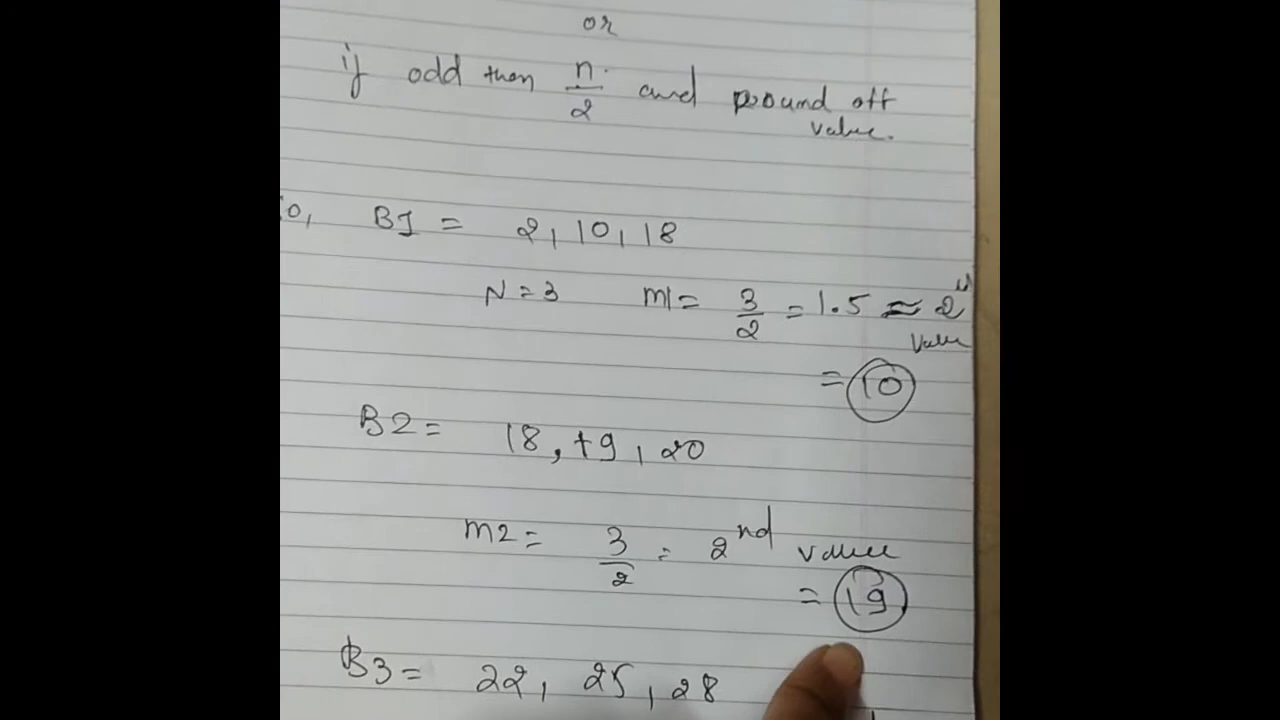 or
if odd then n/2 and round off
value.
So, B1 = 2, 10, 18
N = 3 m1 = 3/2 = 1.5 ≈ 2
value
= 10
B2 = 18, 19, 20
m2 = 3/2 = 2nd value
= 19
B3 = 22, 25, 28